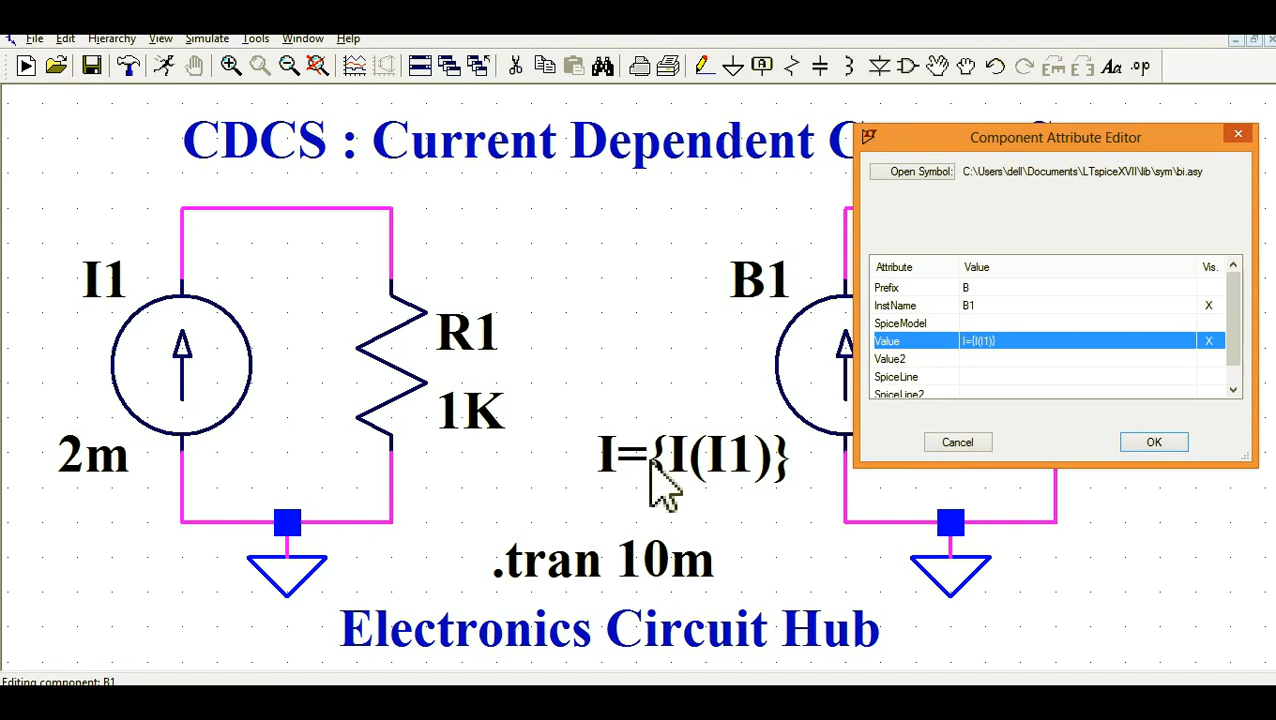 File Edit Hierarchy View Simulate Tools Window Help
A Aa .op
CDCS : Current Dependent C
Component Attribute Editor
Open Symbol: C:\Users\dell\Documents\LTspiceXVII\lib\sym\bi.asy
Attribute Value Vis.
Prefix B
InstName B1 X
SpiceModel
Value I={I(I1)} X
Value2
SpiceLine
SpiceLine2
Cancel OK
I1
R1
1K
2m
B1
I={I(I1)}
.tran 10m
Electronics Circuit Hub
Editing component: B1